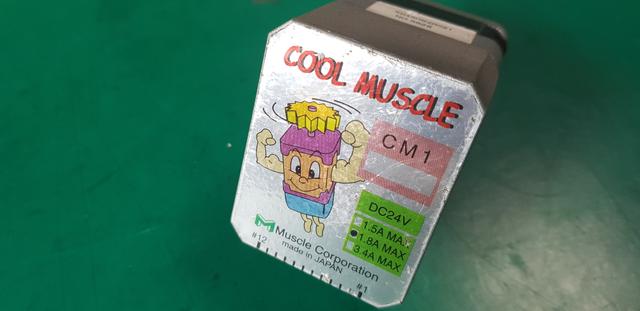 COOL MUSCLE
CM1
DC24V
1.5A MAX
1.8A MAX
3.4A MAX
Muscle Corporation
made in JAPAN
#12
#1